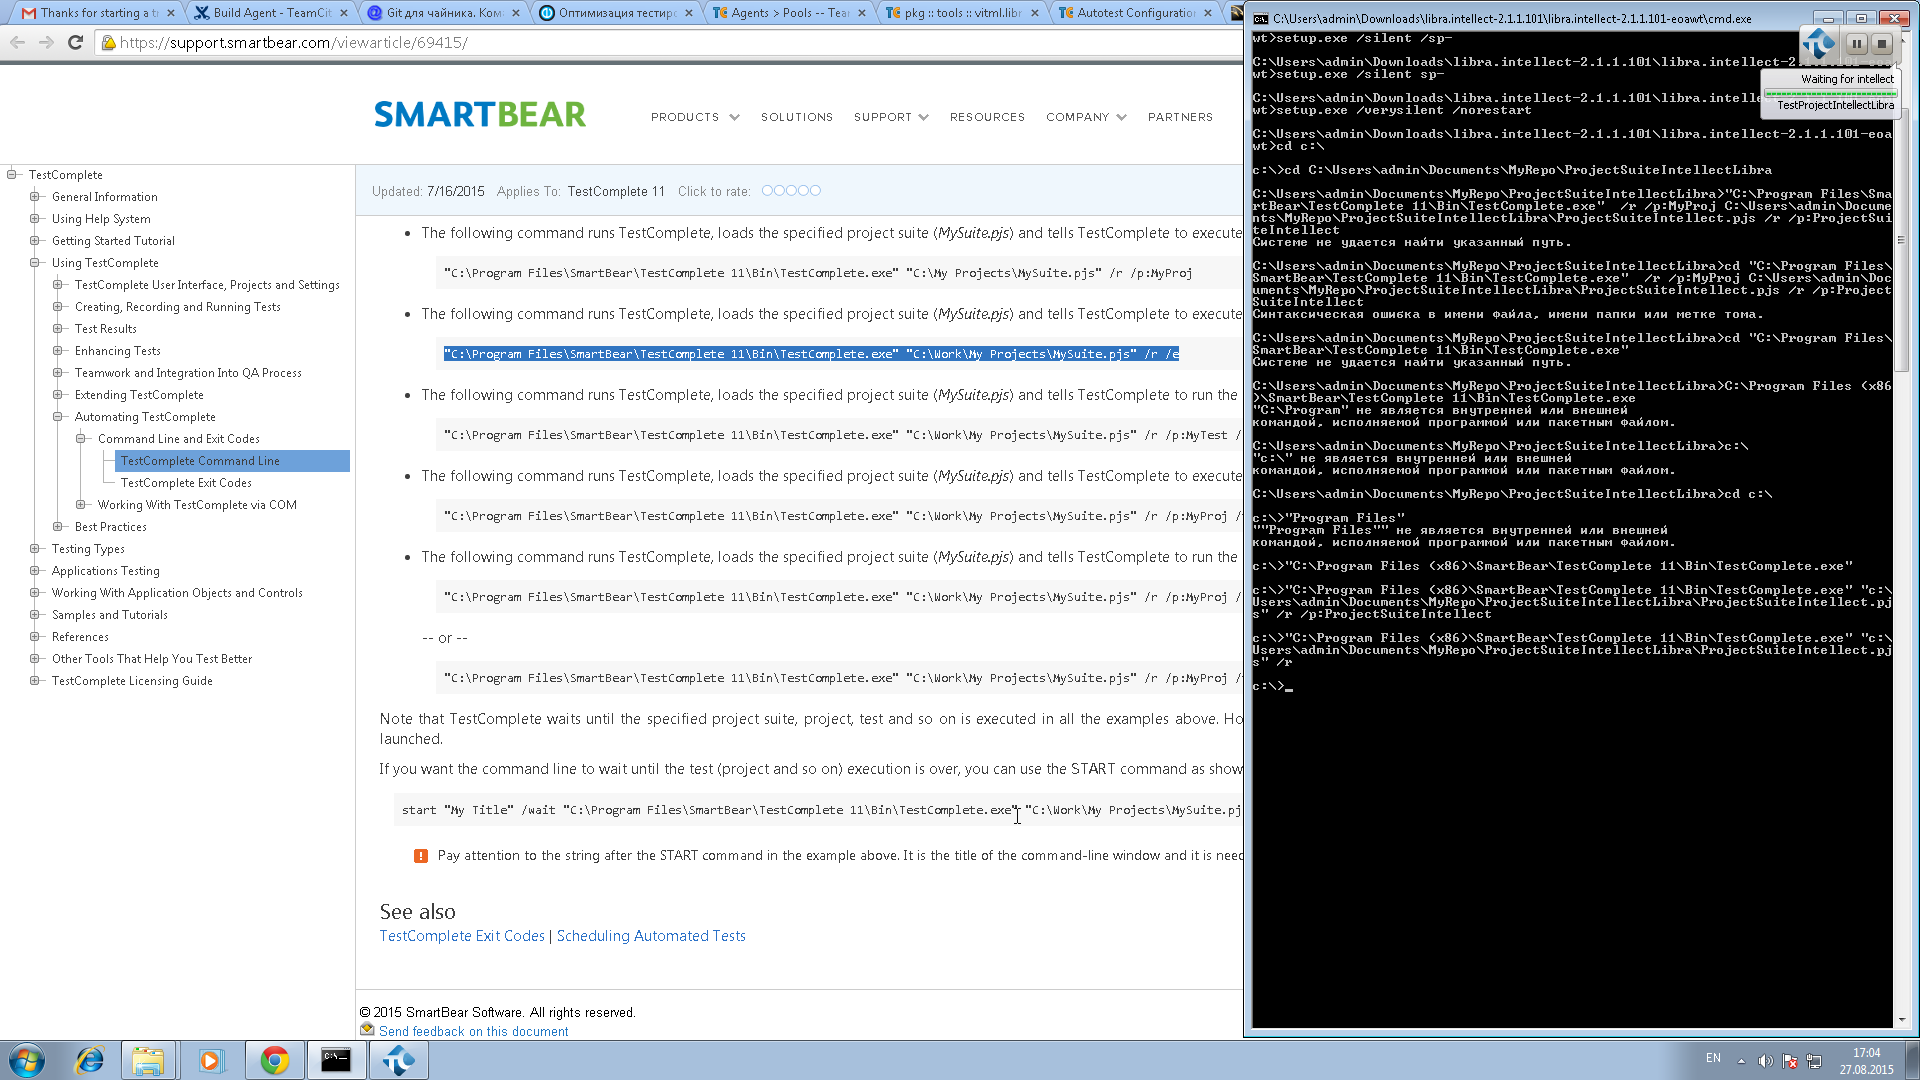 Thanks for starting a t
Build Agent - TeamCit
Git для чайника. Ком
Оптимизация тестир
Agents > Pools -- Tea
pkg :: tools :: vitml.libr
Autotest Configuration
https://support.smartbear.com/viewarticle/69415/
SMARTBEAR
PRODUCTS SOLUTIONS SUPPORT RESOURCES COMPANY PARTNERS
TestComplete
General Information
Using Help System
Getting Started Tutorial
Using TestComplete
TestComplete User Interface, Projects and Settings
Creating, Recording and Running Tests
Test Results
Enhancing Tests
Teamwork and Integration Into QA Process
Extending TestComplete
Automating TestComplete
Command Line and Exit Codes
TestComplete Command Line
TestComplete Exit Codes
Working With TestComplete via COM
Best Practices
Testing Types
Applications Testing
Working With Application Objects and Controls
Samples and Tutorials
References
Other Tools That Help You Test Better
TestComplete Licensing Guide
Updated: 7/16/2015 Applies To: TestComplete 11 Click to rate:
• The following command runs TestComplete, loads the specified project suite (MySuite.pjs) and tells TestComplete to execute
"C:\Program Files\SmartBear\TestComplete 11\Bin\TestComplete.exe" "C:\My Projects\MySuite.pjs" /r /p:MyProj
• The following command runs TestComplete, loads the specified project suite (MySuite.pjs) and tells TestComplete to execute
"C:\Program Files\SmartBear\TestComplete 11\Bin\TestComplete.exe" "C:\Work\My Projects\MySuite.pjs" /r /e
• The following command runs TestComplete, loads the specified project suite (MySuite.pjs) and tells TestComplete to run the
"C:\Program Files\SmartBear\TestComplete 11\Bin\TestComplete.exe" "C:\Work\My Projects\MySuite.pjs" /r /p:MyTest /
• The following command runs TestComplete, loads the specified project suite (MySuite.pjs) and tells TestComplete to execute
"C:\Program Files\SmartBear\TestComplete 11\Bin\TestComplete.exe" "C:\Work\My Projects\MySuite.pjs" /r /p:MyProj /
• The following command runs TestComplete, loads the specified project suite (MySuite.pjs) and tells TestComplete to run the
"C:\Program Files\SmartBear\TestComplete 11\Bin\TestComplete.exe" "C:\Work\My Projects\MySuite.pjs" /r /p:MyProj /
-- or --
"C:\Program Files\SmartBear\TestComplete 11\Bin\TestComplete.exe" "C:\Work\My Projects\MySuite.pjs" /r /p:MyProj /
Note that TestComplete waits until the specified project suite, project, test and so on is executed in all the examples above. Ho
launched.
If you want the command line to wait until the test (project and so on) execution is over, you can use the START command as show
start "My Title" /wait "C:\Program Files\SmartBear\TestComplete 11\Bin\TestComplete.exe" "C:\Work\My Projects\MySuite.pj
Pay attention to the string after the START command in the example above. It is the title of the command-line window and it is nee
See also
TestComplete Exit Codes | Scheduling Automated Tests
© 2015 SmartBear Software. All rights reserved.
Send feedback on this document
C:\Users\admin\Downloads\libra.intellect-2.1.1.101\libra.intellect-2.1.1.101-eoawt\cmd.exe
wt>setup.exe /silent /sp-
C:\Users\admin\Downloads\libra.intellect-2.1.1.101\libra.intellect-2.1.1.101-eoa
wt>setup.exe /silent sp-
C:\Users\admin\Downloads\libra.intellect-2.1.1.101\libra.intel
wt>setup.exe /verysilent /norestart
C:\Users\admin\Downloads\libra.intellect-2.1.1.101\libra.intellect-2.1.1.101-eoa
wt>cd c:\
c:\>cd C:\Users\admin\Documents\MyRepo\ProjectSuiteIntellectLibra
C:\Users\admin\Documents\MyRepo\ProjectSuiteIntellectLibra>"C:\Program Files\Sma
rtBear\TestComplete 11\Bin\TestComplete.exe"  /r /p:MyProj C:\Users\admin\Docume
nts\MyRepo\ProjectSuiteIntellectLibra\ProjectSuiteIntellect.pjs /r /p:ProjectSui
teIntellect
Системе не удается найти указанный путь.
C:\Users\admin\Documents\MyRepo\ProjectSuiteIntellectLibra>cd "C:\Program Files\
SmartBear\TestComplete 11\Bin\TestComplete.exe"  /r /p:MyProj C:\Users\admin\Do
cuments\MyRepo\ProjectSuiteIntellectLibra\ProjectSuiteIntellect.pjs /r /p:Project
SuiteIntellect
Синтаксическая ошибка в имени файла, имени папки или метке тома.
C:\Users\admin\Documents\MyRepo\ProjectSuiteIntellectLibra>cd "C:\Program Files\
SmartBear\TestComplete 11\Bin\TestComplete.exe"
Системе не удается найти указанный путь.
C:\Users\admin\Documents\MyRepo\ProjectSuiteIntellectLibra>C:\Program Files (x86
)\SmartBear\TestComplete 11\Bin\TestComplete.exe
"C:\Program" не является внутренней или внешней
командой, исполняемой программой или пакетным файлом.
C:\Users\admin\Documents\MyRepo\ProjectSuiteIntellectLibra>c:\
"c:\" не является внутренней или внешней
командой, исполняемой программой или пакетным файлом.
C:\Users\admin\Documents\MyRepo\ProjectSuiteIntellectLibra>cd c:\
c:\>"Program Files"
""Program Files"" не является внутренней или внешней
командой, исполняемой программой или пакетным файлом.
c:\>"C:\Program Files (x86)\SmartBear\TestComplete 11\Bin\TestComplete.exe"
c:\>"C:\Program Files (x86)\SmartBear\TestComplete 11\Bin\TestComplete.exe" "c:\
Users\admin\Documents\MyRepo\ProjectSuiteIntellectLibra\ProjectSuiteIntellect.pj
s" /r /p:ProjectSuiteIntellect
c:\>"C:\Program Files (x86)\SmartBear\TestComplete 11\Bin\TestComplete.exe" "c:\
Users\admin\Documents\MyRepo\ProjectSuiteIntellectLibra\ProjectSuiteIntellect.pj
s" /r
c:\>_
Waiting for intellect
TestProjectIntellectLibra
EN
17:04
27.08.2015